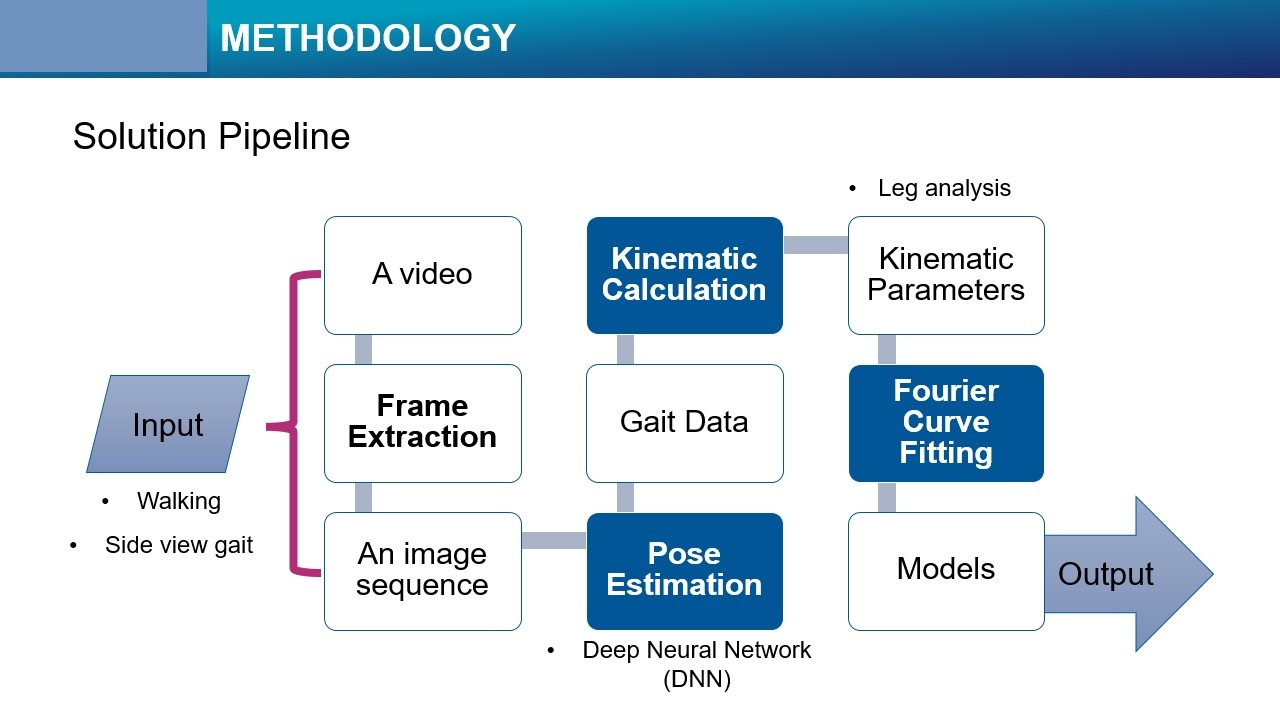 METHODOLOGY
Solution Pipeline
Input
• Walking
• Side view gait
A video
Frame
Extraction
An image
sequence
Pose
Estimation
• Deep Neural Network
(DNN)
Gait Data
Kinematic
Calculation
• Leg analysis
Kinematic
Parameters
Fourier
Curve
Fitting
Models
Output